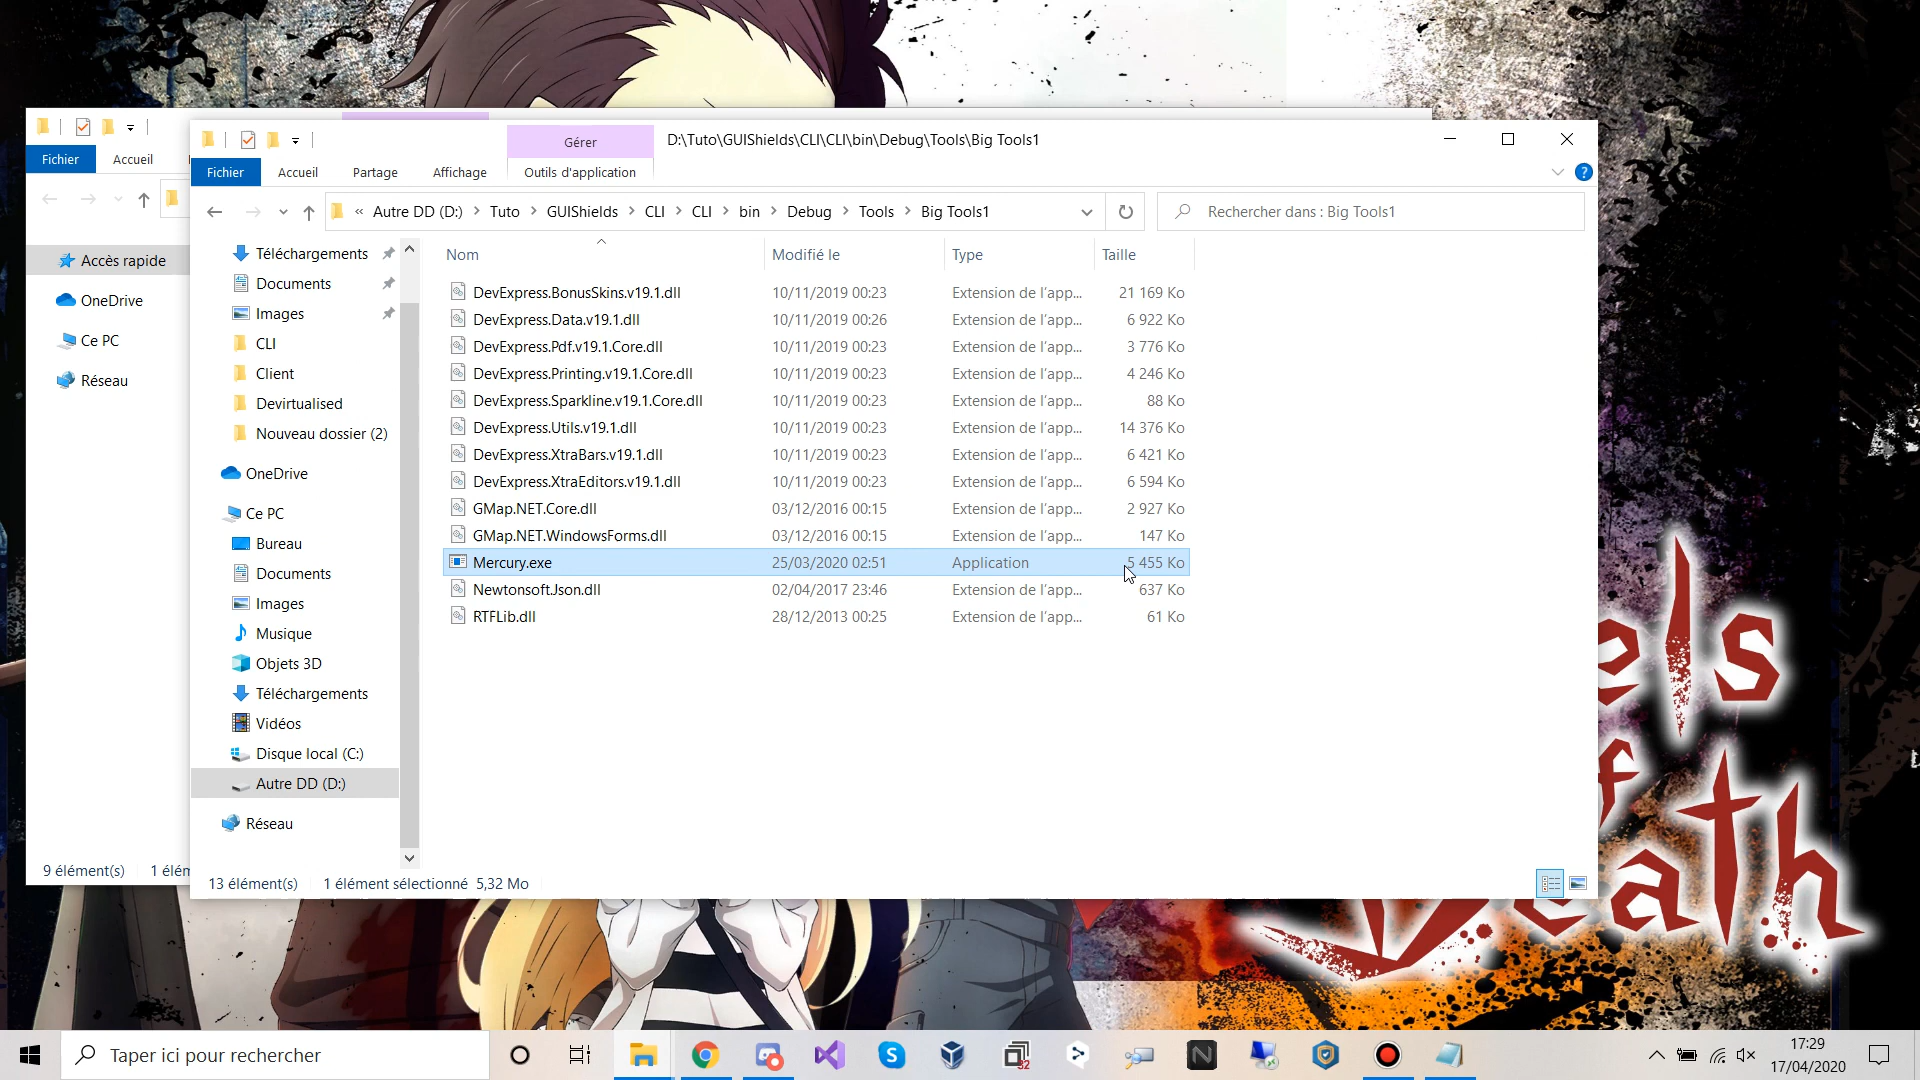 D:\Tuto\GUIShields\CLI\CLI\bin\Debug\Tools\Big Tools1
Gérer
Fichier
Accueil
Fichier
Accueil
Partage
Affichage
Outils d'application
« Autre DD (D:) > Tuto > GUIShields > CLI > CLI > bin > Debug > Tools > Big Tools1
Rechercher dans : Big Tools1
Accès rapide
OneDrive
Ce PC
Réseau
9 élément(s)
1 élém
Téléchargements
Documents
Images
CLI
Client
Devirtualised
Nouveau dossier (2)
OneDrive
Ce PC
Bureau
Documents
Images
Musique
Objets 3D
Téléchargements
Vidéos
Disque local (C:)
Autre DD (D:)
Réseau
Nom Modifié le Type Taille
DevExpress.BonusSkins.v19.1.dll 10/11/2019 00:23 Extension de l'app... 21 169 Ko
DevExpress.Data.v19.1.dll 10/11/2019 00:26 Extension de l'app... 6 922 Ko
DevExpress.Pdf.v19.1.Core.dll 10/11/2019 00:23 Extension de l'app... 3 776 Ko
DevExpress.Printing.v19.1.Core.dll 10/11/2019 00:23 Extension de l'app... 4 246 Ko
DevExpress.Sparkline.v19.1.Core.dll 10/11/2019 00:23 Extension de l'app... 88 Ko
DevExpress.Utils.v19.1.dll 10/11/2019 00:23 Extension de l'app... 14 376 Ko
DevExpress.XtraBars.v19.1.dll 10/11/2019 00:23 Extension de l'app... 6 421 Ko
DevExpress.XtraEditors.v19.1.dll 10/11/2019 00:23 Extension de l'app... 6 594 Ko
GMap.NET.Core.dll 03/12/2016 00:15 Extension de l'app... 2 927 Ko
GMap.NET.WindowsForms.dll 03/12/2016 00:15 Extension de l'app... 147 Ko
Mercury.exe 25/03/2020 02:51 Application 5 455 Ko
Newtonsoft.Json.dll 02/04/2017 23:46 Extension de l'app... 637 Ko
RTFLib.dll 28/12/2013 00:25 Extension de l'app... 61 Ko
13 élément(s) 1 élément sélectionné 5,32 Mo
els
f
Death
Taper ici pour rechercher
32
N
17:29
17/04/2020